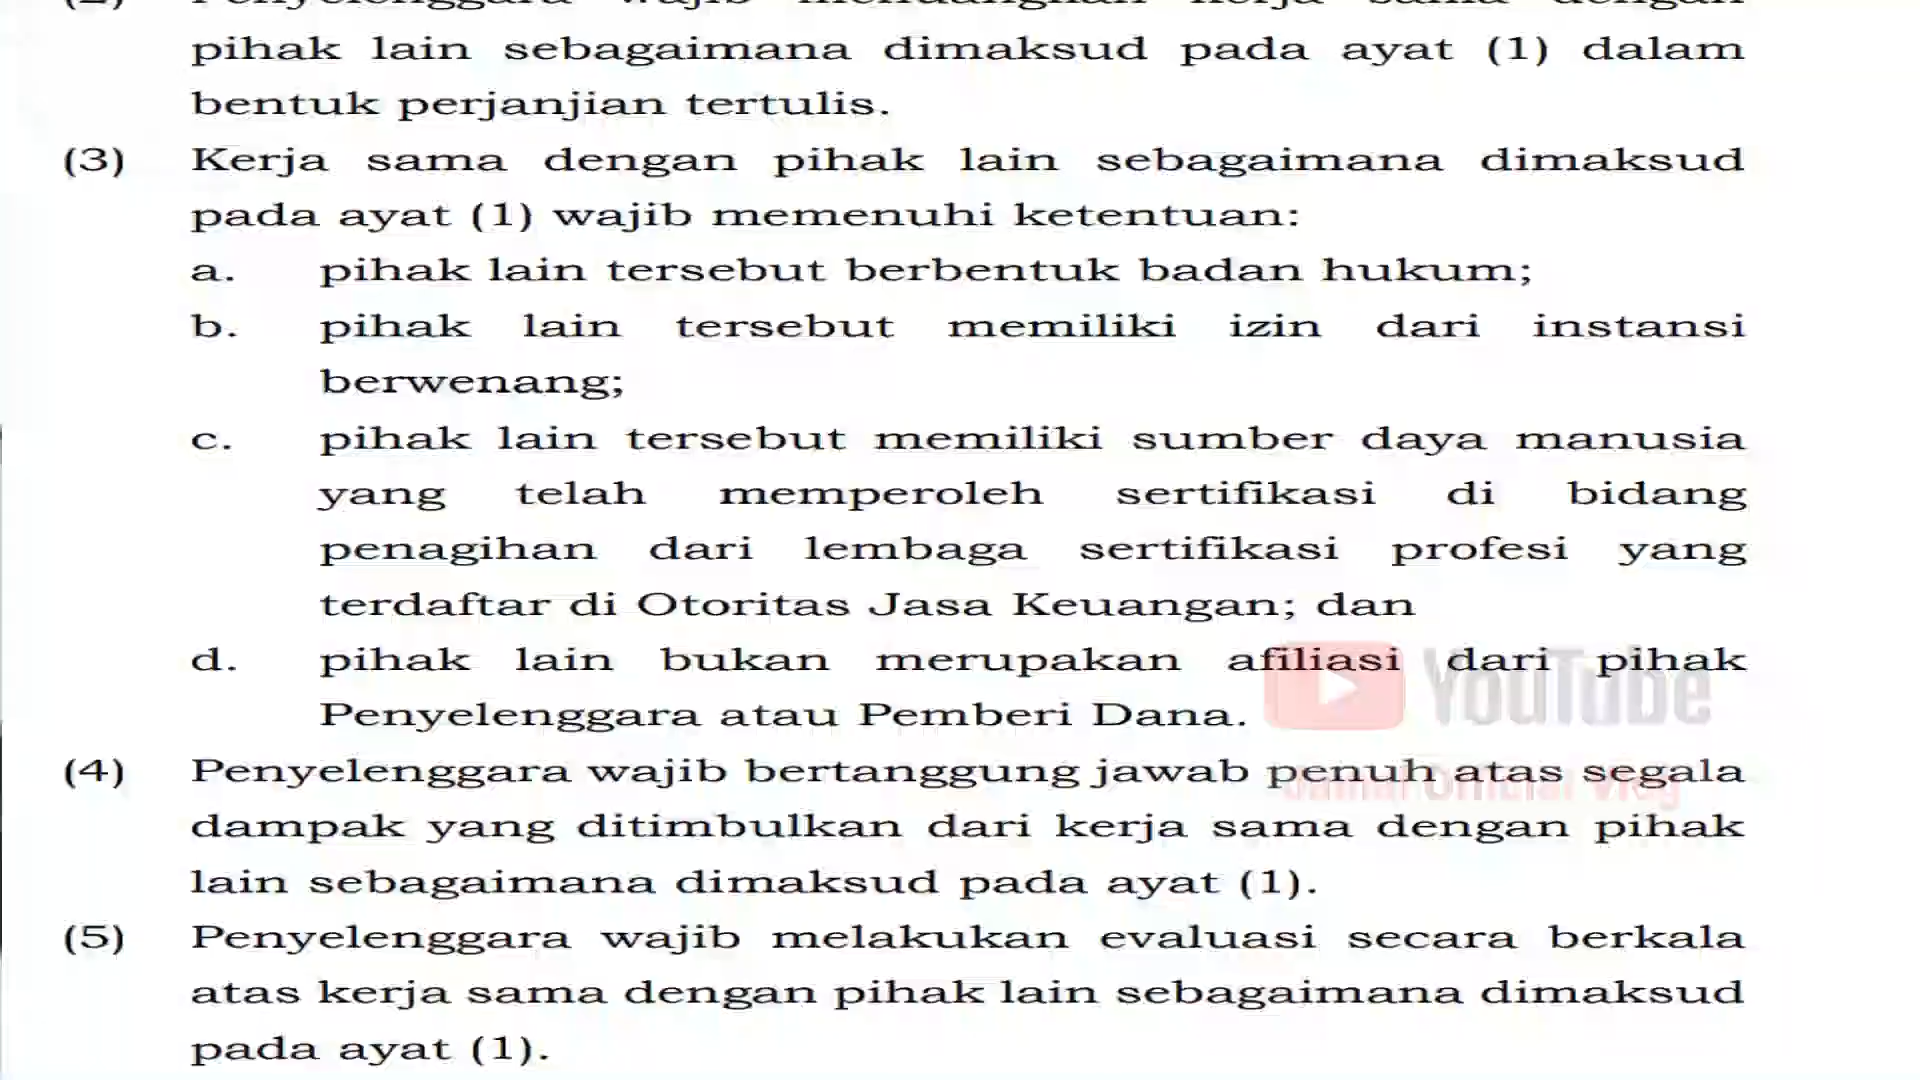 pihak lain sebagaimana dimaksud pada ayat (1) dalam
bentuk perjanjian tertulis.
(3) Kerja sama dengan pihak lain sebagaimana dimaksud
pada ayat (1) wajib memenuhi ketentuan:
a. pihak lain tersebut berbentuk badan hukum;
b. pihak lain tersebut memiliki izin dari instansi
berwenang;
c. pihak lain tersebut memiliki sumber daya manusia
yang telah memperoleh sertifikasi di bidang
penagihan dari lembaga sertifikasi profesi yang
terdaftar di Otoritas Jasa Keuangan; dan
d. pihak lain bukan merupakan afiliasi dari pihak
Penyelenggara atau Pemberi Dana.
YouTube
(4) Penyelenggara wajib bertanggung jawab penuh atas segala
Official Vlog
dampak yang ditimbulkan dari kerja sama dengan pihak
lain sebagaimana dimaksud pada ayat (1).
(5) Penyelenggara wajib melakukan evaluasi secara berkala
atas kerja sama dengan pihak lain sebagaimana dimaksud
pada ayat (1).